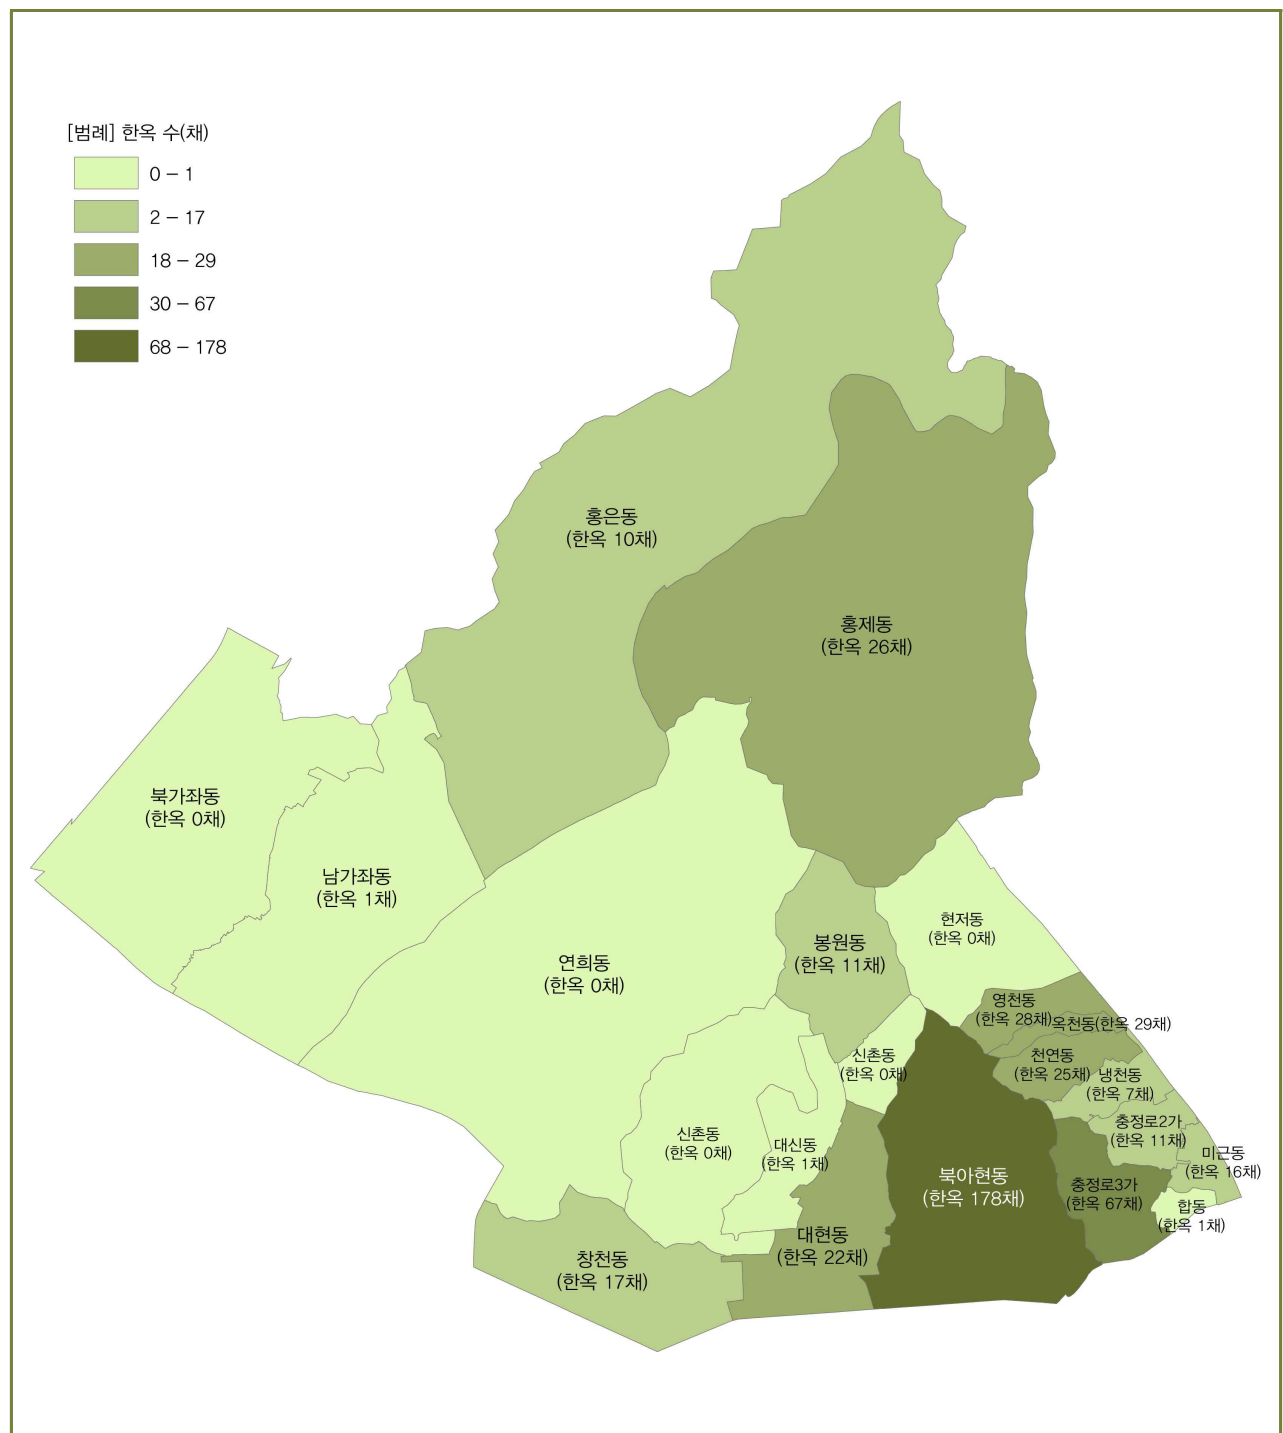 [범례] 한옥 수(채)
0 – 1
2 – 17
18 – 29
30 – 67
68 – 178
홍은동
(한옥 10채)
홍제동
(한옥 26채)
북가좌동
(한옥 0채)
남가좌동
(한옥 1채)
현저동
(한옥 0채)
봉원동
(한옥 11채)
연희동
(한옥 0채)
영천동
(한옥 28채)
옥천동(한옥 29채)
신촌동
(한옥 0채)
천연동
(한옥 25채)
냉천동
(한옥 7채)
충정로2가
(한옥 11채)
신촌동
(한옥 0채)
대신동
(한옥 1채)
미근동
(한옥 16채)
북아현동
(한옥 178채)
충정로3가
(한옥 67채)
합동
(한옥 1채)
대현동
(한옥 22채)
창천동
(한옥 17채)